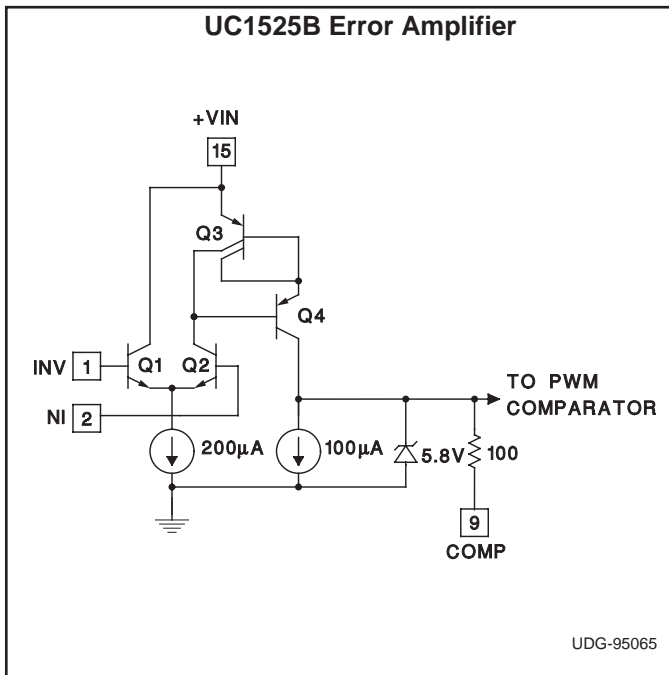 UC1525B Error Amplifier
+VIN
15
Q3
Q4
INV 1 Q1 Q2
NI 2
TO PWM
COMPARATOR
200µA 100µA 5.8V 100
9
COMP
UDG-95065